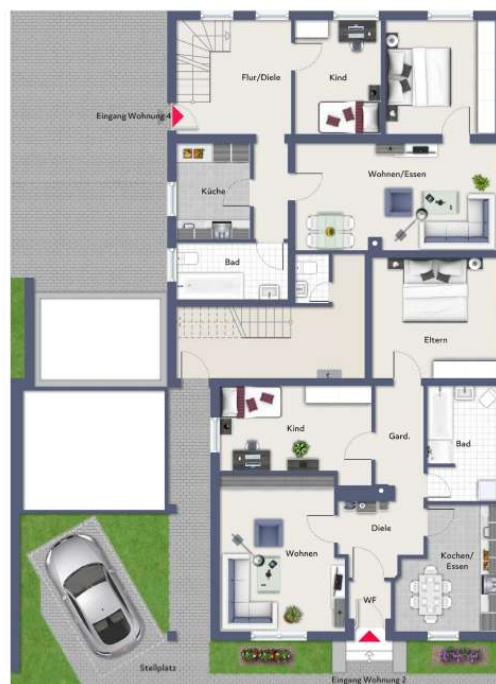 Flur/Diele
Kind
Eingang Wohnung 4
Wohnen/Essen
Küche
Bad
Eltern
Kind
Gard.
Bad
Diele
Wohnen
Kochen/
Essen
WF
Stellplatz
Eingang Wohnung 2